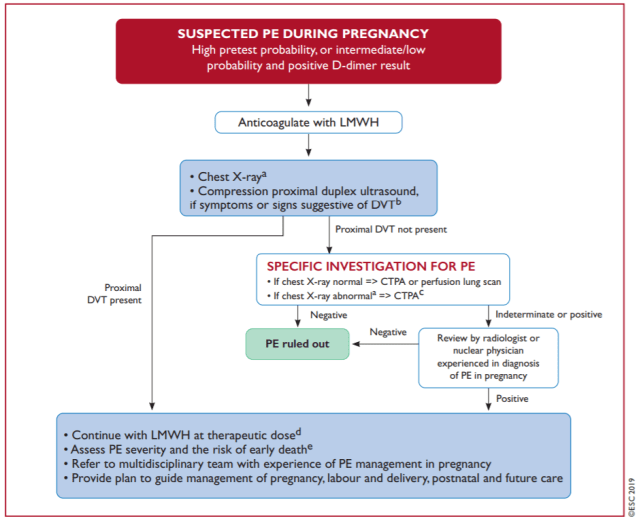 SUSPECTED PE DURING PREGNANCY
High pretest probability, or intermediate/low
probability and positive D-dimer result
Anticoagulate with LMWH
• Chest X-rayᵃ
• Compression proximal duplex ultrasound,
if symptoms or signs suggestive of DVTᵇ
Proximal DVT not present
SPECIFIC INVESTIGATION FOR PE
• If chest X-ray normal => CTPA or perfusion lung scan
• If chest X-ray abnormalᵃ => CTPAᶜ
Proximal
DVT present
Negative
Indeterminate or positive
PE ruled out
Negative
Review by radiologist or
nuclear physician
experienced in diagnosis
of PE in pregnancy
Positive
• Continue with LMWH at therapeutic doseᵈ
• Assess PE severity and the risk of early deathᵉ
• Refer to multidisciplinary team with experience of PE management in pregnancy
• Provide plan to guide management of pregnancy, labour and delivery, postnatal and future care
©ESC 2019